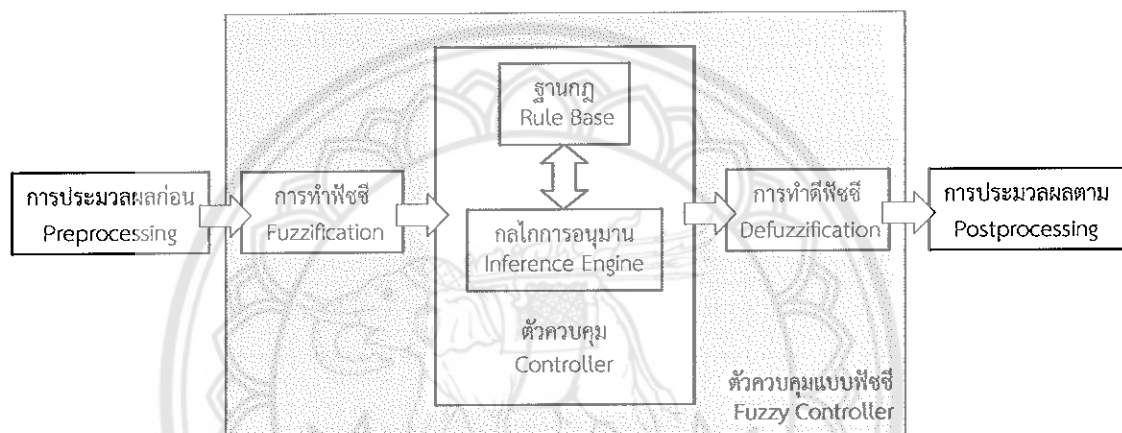 การประมวลผลก่อน
Preprocessing
การทำฟัซซี
Fuzzification
ฐานกฎ
Rule Base
กลไกการอนุมาน
Inference Engine
ตัวควบคุม
Controller
การทำดีฟัซซี
Defuzzification
การประมวลผลตาม
Postprocessing
ตัวควบคุมแบบฟัซซี
Fuzzy Controller